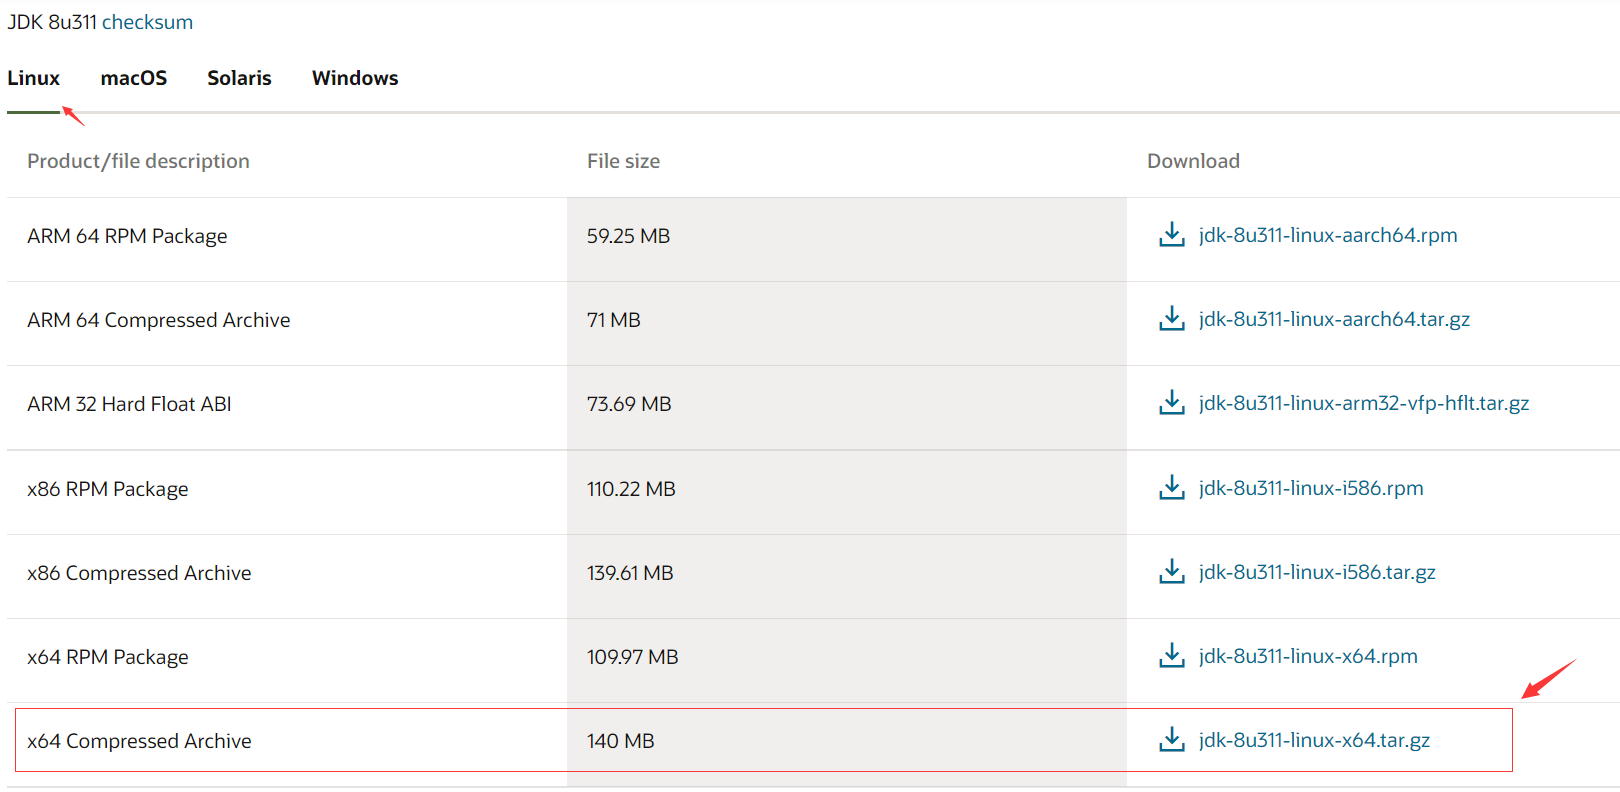 JDK 8u311 checksum
Linux macOS Solaris Windows
Product/file description File size Download
ARM 64 RPM Package 59.25 MB jdk-8u311-linux-aarch64.rpm
ARM 64 Compressed Archive 71 MB jdk-8u311-linux-aarch64.tar.gz
ARM 32 Hard Float ABI 73.69 MB jdk-8u311-linux-arm32-vfp-hflt.tar.gz
x86 RPM Package 110.22 MB jdk-8u311-linux-i586.rpm
x86 Compressed Archive 139.61 MB jdk-8u311-linux-i586.tar.gz
x64 RPM Package 109.97 MB jdk-8u311-linux-x64.rpm
x64 Compressed Archive 140 MB jdk-8u311-linux-x64.tar.gz